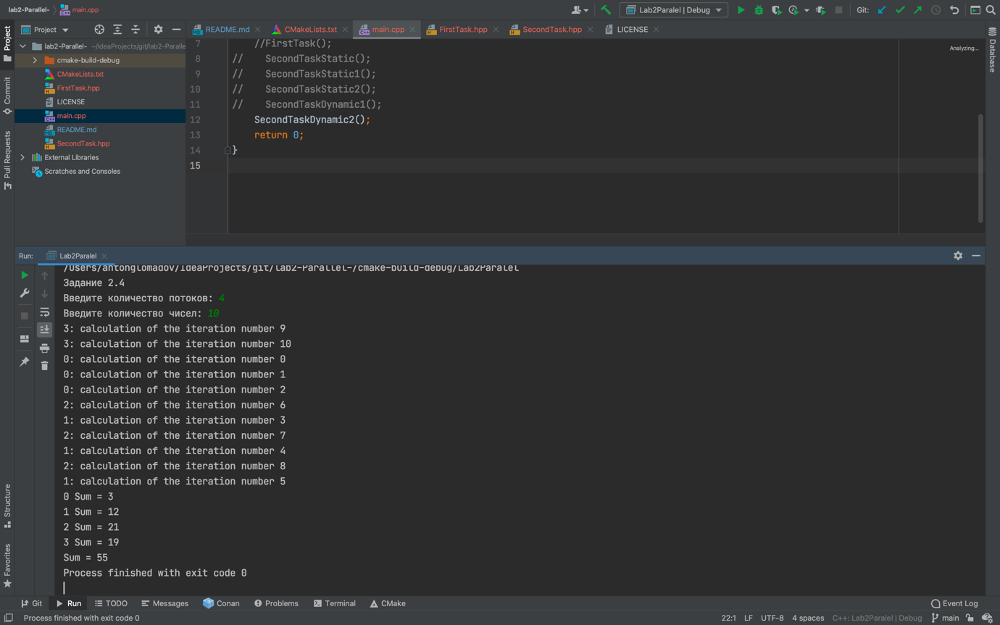 lab2-Parallel- main.cpp
Lab2Paralel | Debug
Git:
Project
README.md
CMakeLists.txt
main.cpp
FirstTask.hpp
SecondTask.hpp
LICENSE
Project
Commit
Pull Requests
Structure
Favorites
lab2-Parallel- ~/IdeaProjects/git/lab2-Paralle
cmake-build-debug
CMakeLists.txt
FirstTask.hpp
LICENSE
main.cpp
README.md
SecondTask.hpp
External Libraries
Scratches and Consoles
7 //FirstTask();
8 // SecondTaskStatic();
9 // SecondTaskStatic1();
10 // SecondTaskStatic2();
11 // SecondTaskDynamic1();
12 SecondTaskDynamic2();
13 return 0;
14 }
15
Analyzing...
Database
Run: Lab2Paralel
/Users/antonglomadov/IdeaProjects/git/lab2-Parallel-/cmake-build-debug/Lab2Paralel
Задание 2.4
Введите количество потоков: 4
Введите количество чисел: 10
3: calculation of the iteration number 9
3: calculation of the iteration number 10
0: calculation of the iteration number 0
0: calculation of the iteration number 1
0: calculation of the iteration number 2
2: calculation of the iteration number 6
1: calculation of the iteration number 3
2: calculation of the iteration number 7
1: calculation of the iteration number 4
2: calculation of the iteration number 8
1: calculation of the iteration number 5
0 Sum = 3
1 Sum = 12
2 Sum = 21
3 Sum = 19
Sum = 55
Process finished with exit code 0
Git Run TODO Messages Conan Problems Terminal CMake Event Log
Process finished with exit code 0 22:1 LF UTF-8 4 spaces C++: Lab2Paralel | Debug main